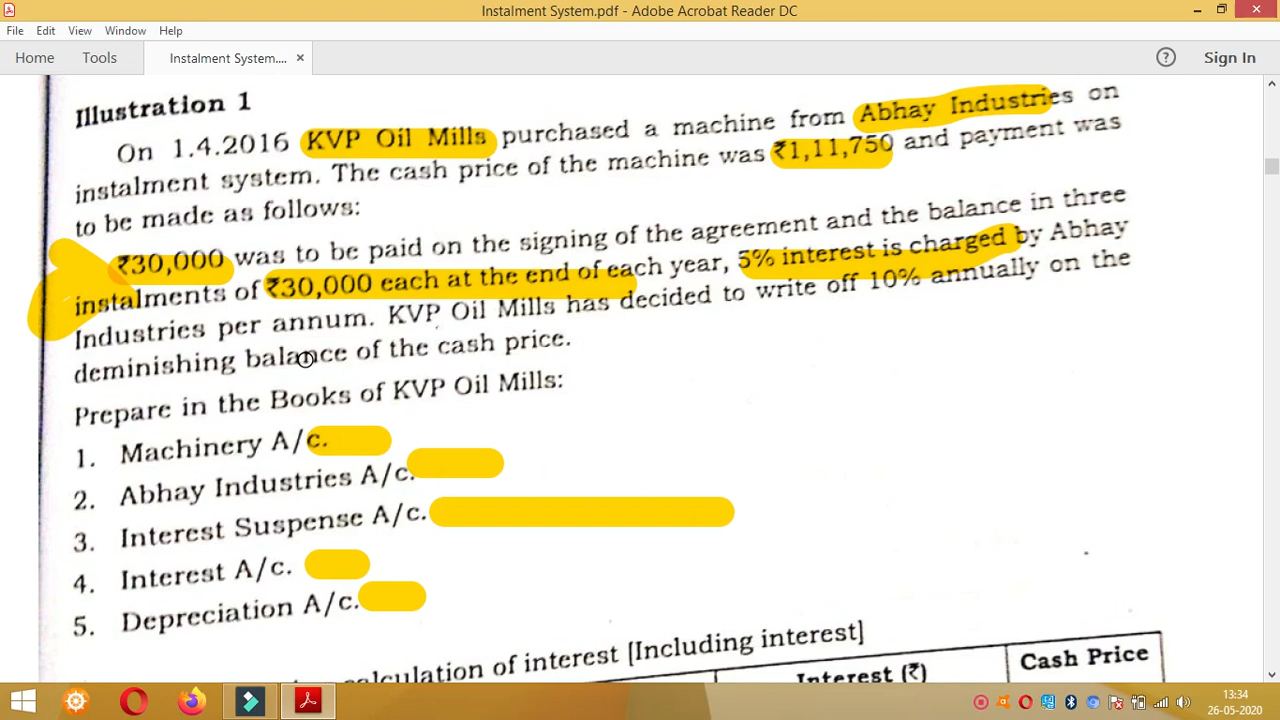 Instalment System.pdf - Adobe Acrobat Reader DC
File Edit View Window Help
Home Tools Instalment System.... × ? Sign In
Illustration 1
On 1.4.2016 KVP Oil Mills purchased a machine from Abhay Industries on
instalment system. The cash price of the machine was ₹1,11,750 and payment was
to be made as follows:
₹30,000 was to be paid on the signing of the agreement and the balance in three
instalments of ₹30,000 each at the end of each year, 5% interest is charged by Abhay
Industries per annum. KVP Oil Mills has decided to write off 10% annually on the
deminishing balance of the cash price.
Prepare in the Books of KVP Oil Mills:
1. Machinery A/c.
2. Abhay Industries A/c.
3. Interest Suspense A/c.
4. Interest A/c.
5. Depreciation A/c.
calculation of interest [Including interest]
Interest (₹) Cash Price
13:34
26-05-2020